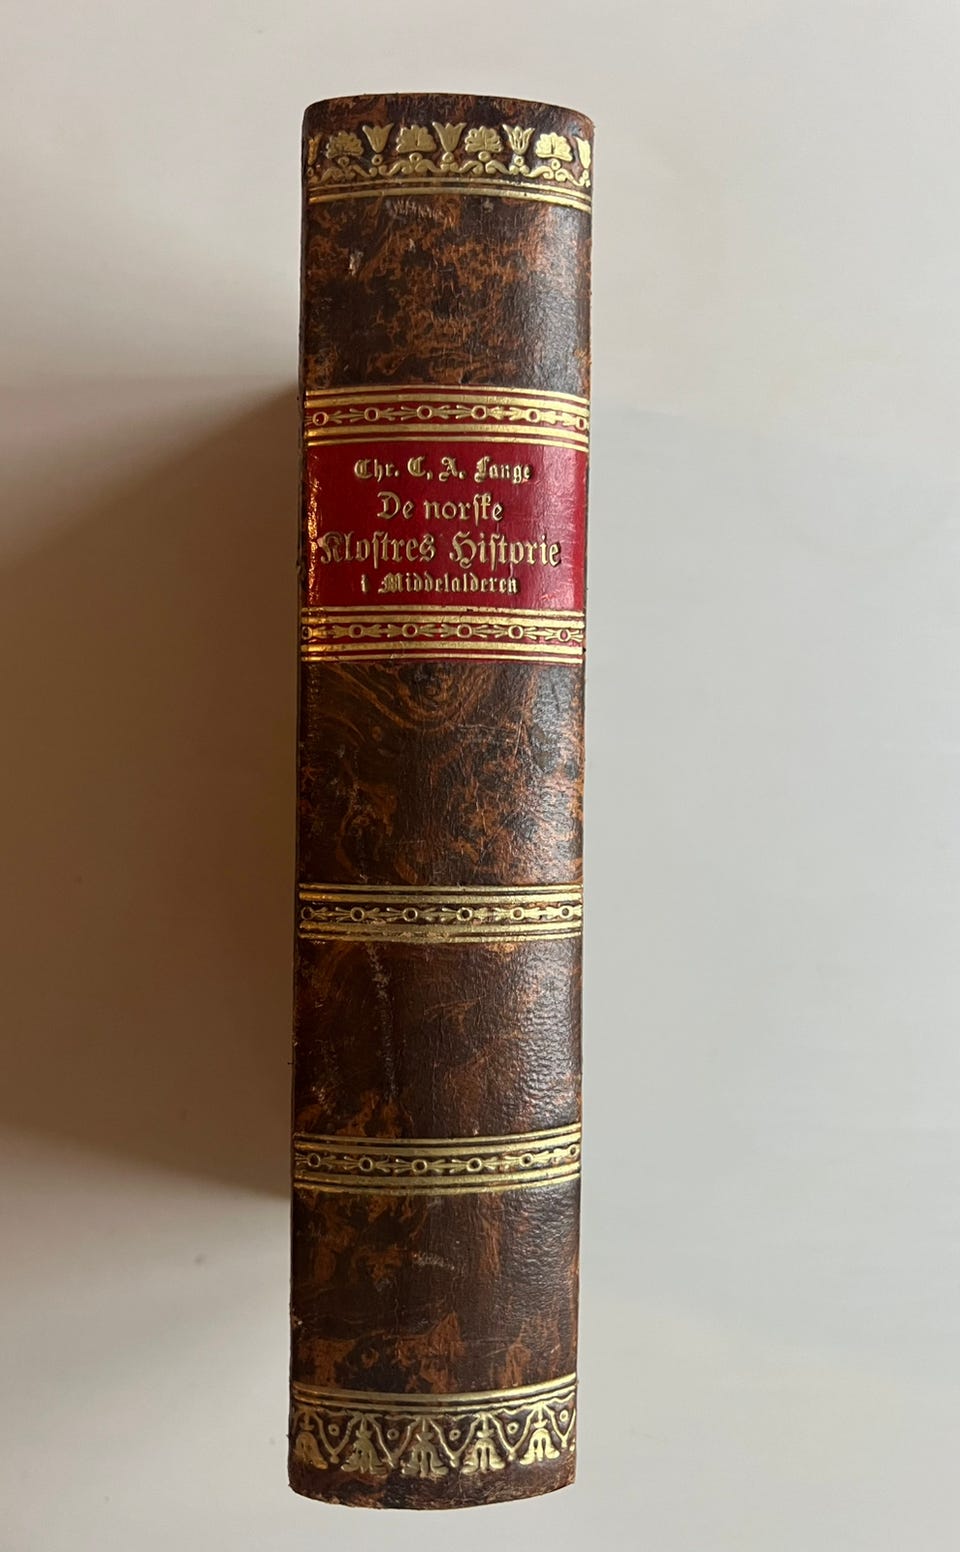 Chr. C. A. Lange
De norſke
Kloſtres Hiſtorie
i Middelalderen